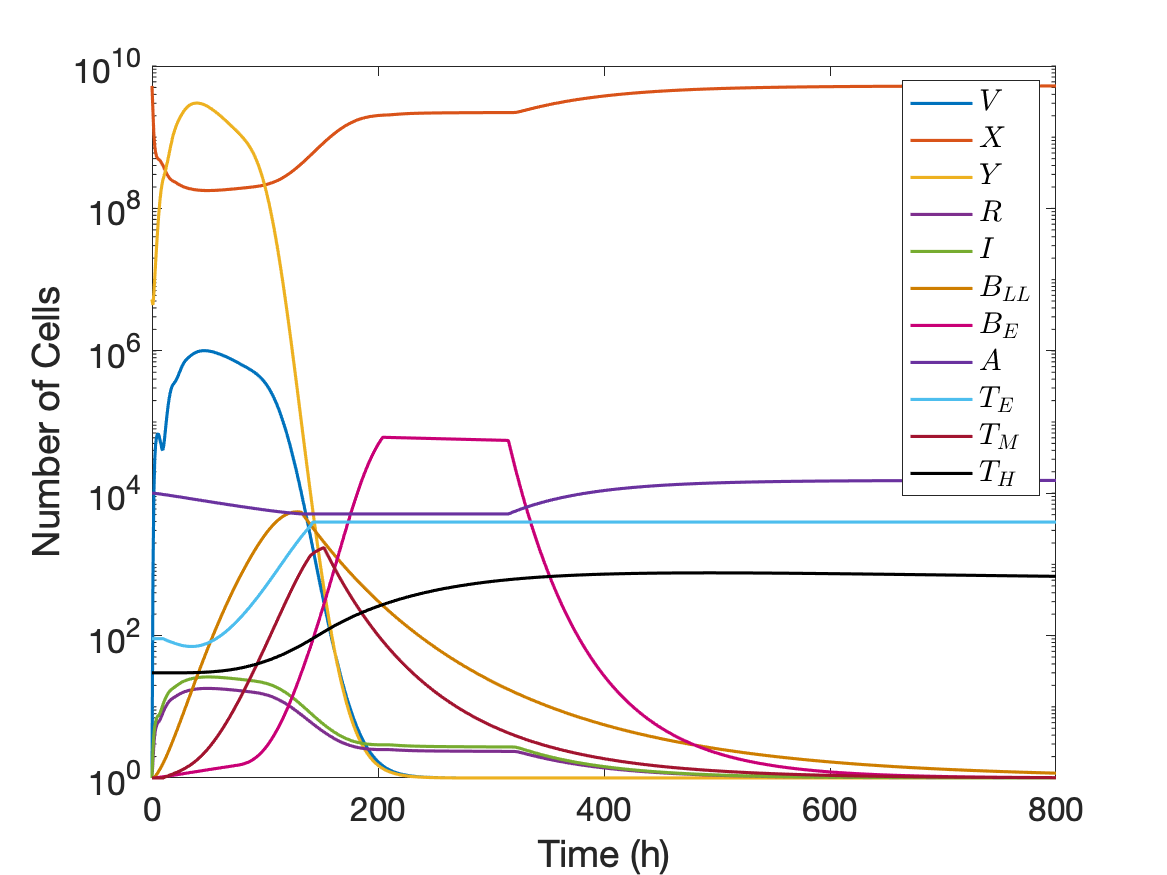 10^10
10^8
10^6
10^4
10^2
10^0
Number of Cells
0
200
400
600
800
Time (h)
V
X
Y
R
I
B_LL
B_E
A
T_E
T_M
T_H